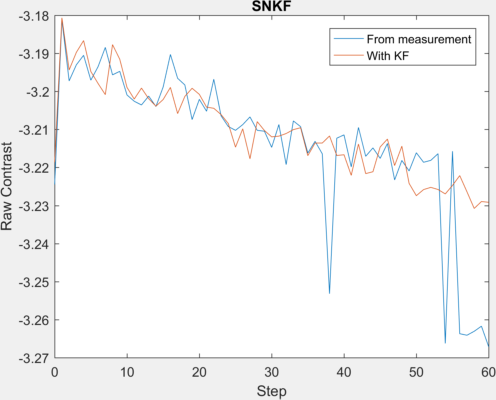 SNKF
-3.18
-3.19
-3.2
-3.21
-3.22
-3.23
-3.24
-3.25
-3.26
-3.27
Raw Contrast
From measurement
With KF
0 10 20 30 40 50 60
Step